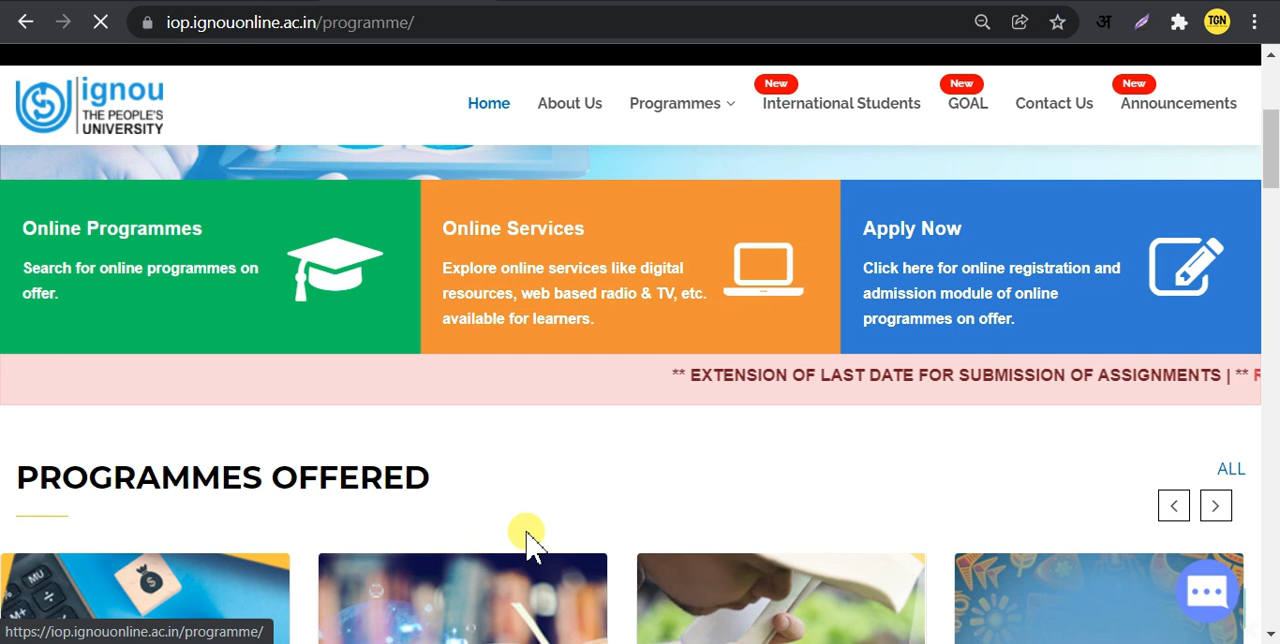 iop.ignouonline.ac.in/programme/
अ
TGN
ignou
THE PEOPLE'S
UNIVERSITY
New
New
New
Home
About Us
Programmes
International Students
GOAL
Contact Us
Announcements
Online Programmes
Search for online programmes on
offer.
Online Services
Explore online services like digital
resources, web based radio & TV, etc.
available for learners.
Apply Now
Click here for online registration and
admission module of online
programmes on offer.
** EXTENSION OF LAST DATE FOR SUBMISSION OF ASSIGNMENTS | **
PROGRAMMES OFFERED
ALL
MU
M+
https://iop.ignouonline.ac.in/programme/